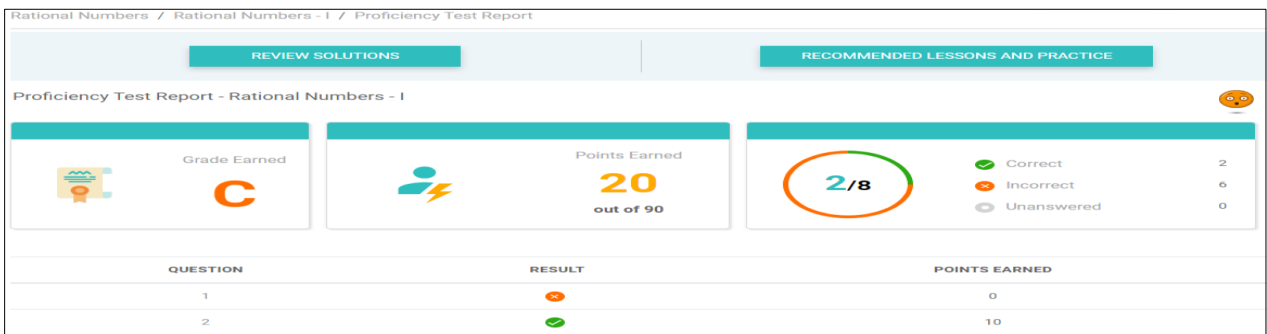 Rational Numbers / Rational Numbers - I / Proficiency Test Report
REVIEW SOLUTIONS
RECOMMENDED LESSONS AND PRACTICE
Proficiency Test Report - Rational Numbers - I
Grade Earned
C
Points Earned
20
out of 90
2/8
Correct 2
Incorrect 6
Unanswered 0
QUESTION RESULT POINTS EARNED
1 0
2 10